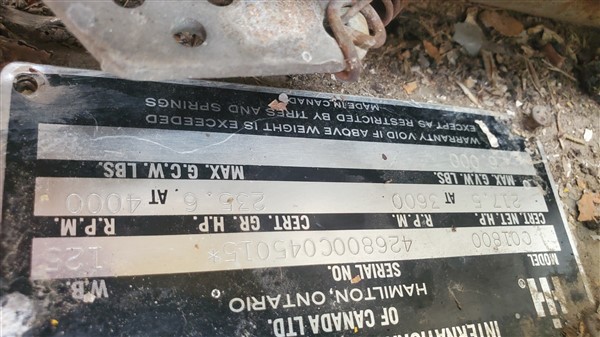 OF CANADA LTD.
HAMILTON, ONTARIO
MODEL SERIAL NO. W.B.
CO1800 426800C045015* 125
CERT. NET H.P. R.P.M. CERT. GR. H.P. R.P.M.
217.5 AT 3600 235.6 AT 4000
MAX. G.V.W. LBS. MAX. G.C.W. LBS.
WARRANTY VOID IF ABOVE WEIGHT IS EXCEEDED
EXCEPT AS RESTRICTED BY TIRES AND SPRINGS
MADE IN CANADA